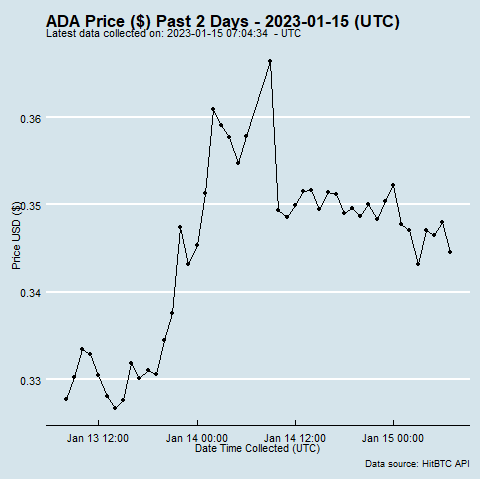 ADA Price ($) Past 2 Days - 2023-01-15 (UTC)
Latest data collected on: 2023-01-15 07:04:34 - UTC
Price USD ($)
0.36
0.35
0.34
0.33
Jan 13 12:00 Jan 14 00:00 Jan 14 12:00 Jan 15 00:00
Date Time Collected (UTC)
Data source: HitBTC API